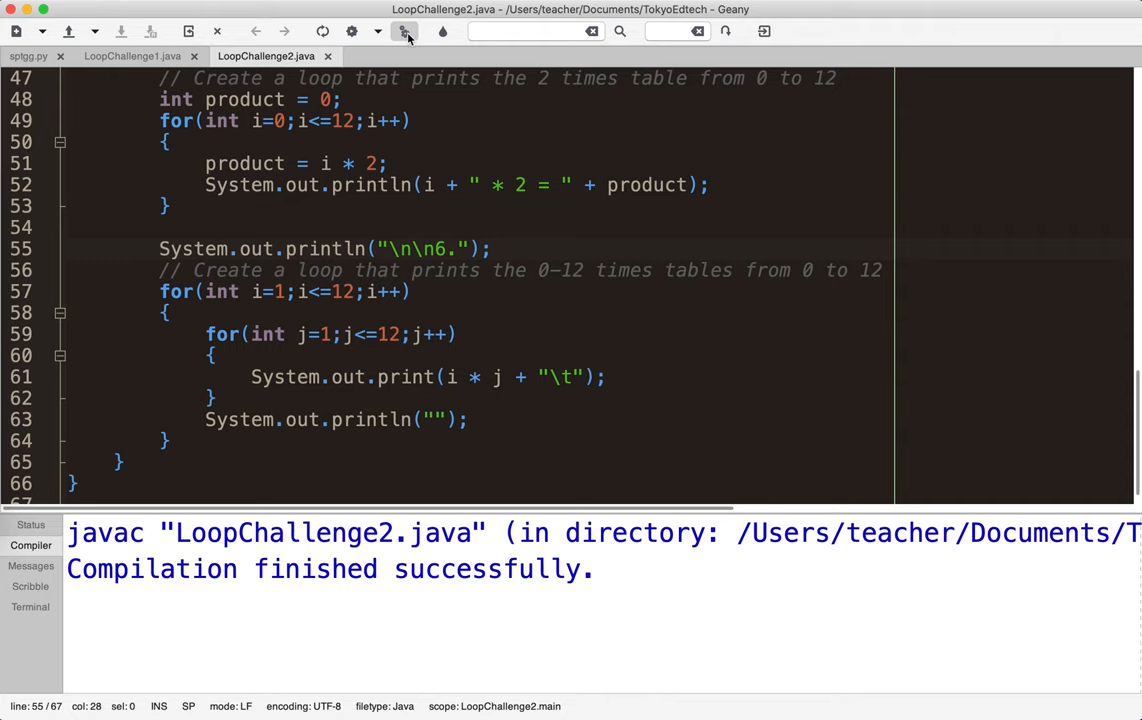 LoopChallenge2.java - /Users/teacher/Documents/TokyoEdtech - Geany
sptgg.py LoopChallenge1.java LoopChallenge2.java
47 // Create a loop that prints the 2 times table from 0 to 12
48 int product = 0;
49 for(int i=0;i<=12;i++)
50 {
51 product = i * 2;
52 System.out.println(i + " * 2 = " + product);
53 }
54
55 System.out.println("\n\n6.");
56 // Create a loop that prints the 0-12 times tables from 0 to 12
57 for(int i=1;i<=12;i++)
58 {
59 for(int j=1;j<=12;j++)
60 {
61 System.out.print(i * j + "\t");
62 }
63 System.out.println("");
64 }
65 }
66 }
67
Status
Compiler
Messages
Scribble
Terminal
javac "LoopChallenge2.java" (in directory: /Users/teacher/Documents/T
Compilation finished successfully.
line: 55 / 67 col: 28 sel: 0 INS SP mode: LF encoding: UTF-8 filetype: Java scope: LoopChallenge2.main